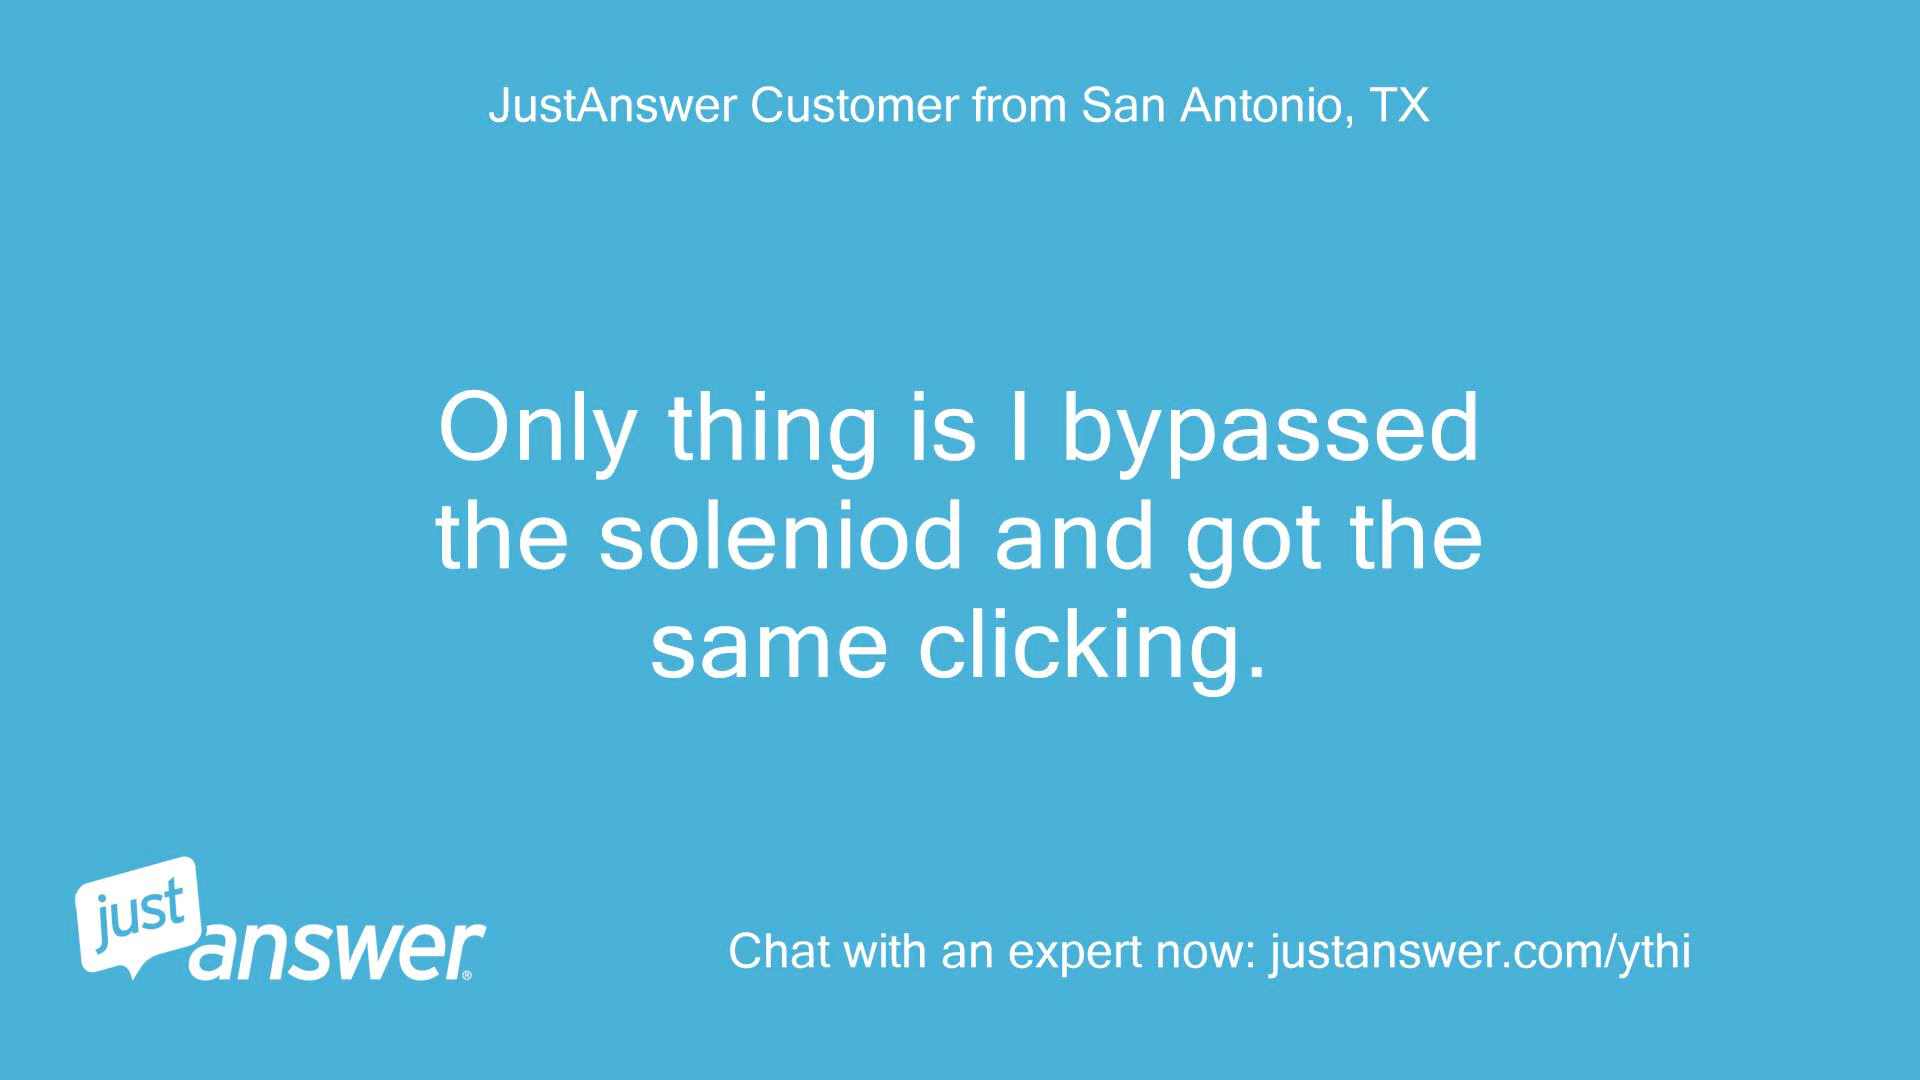 JustAnswer Customer from San Antonio, TX
Only thing is I bypassed
the soleniod and got the
same clicking.
just
answer®
Chat with an expert now: justanswer.com/ythi